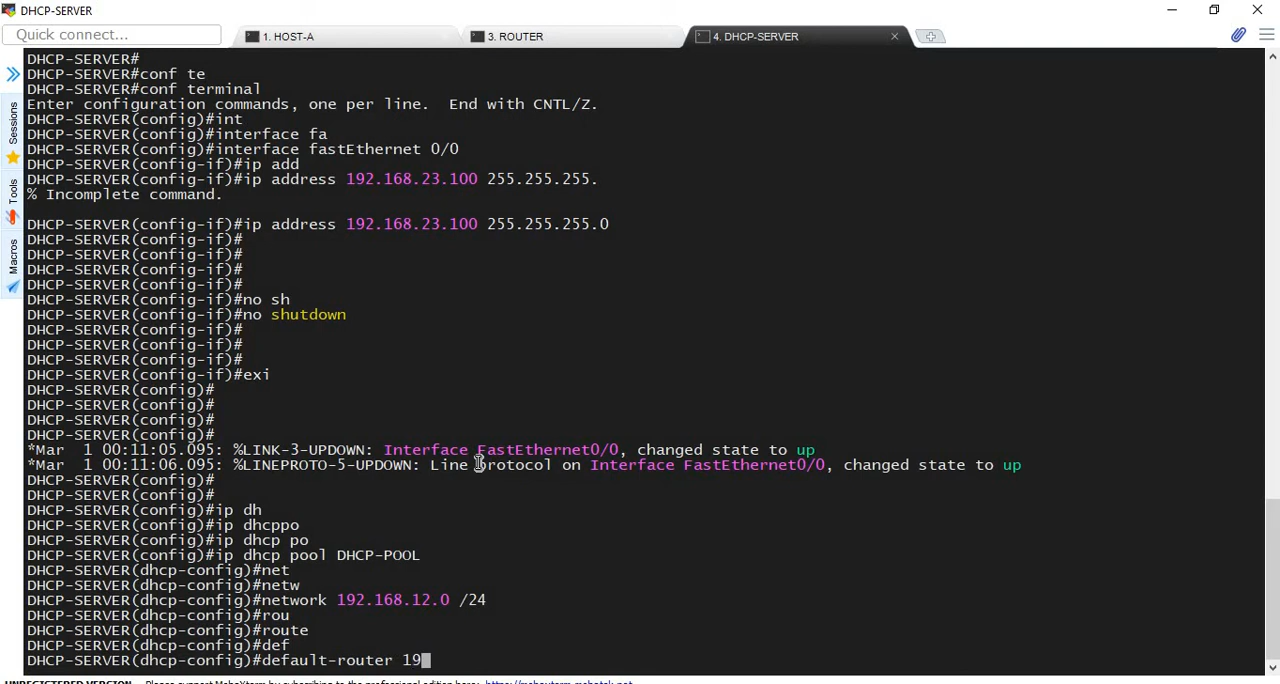 DHCP-SERVER
Quick connect...
1. HOST-A
3. ROUTER
4. DHCP-SERVER
Sessions
Tools
Macros
DHCP-SERVER#
DHCP-SERVER#conf te
DHCP-SERVER#conf terminal
Enter configuration commands, one per line.  End with CNTL/Z.
DHCP-SERVER(config)#int
DHCP-SERVER(config)#interface fa
DHCP-SERVER(config)#interface fastEthernet 0/0
DHCP-SERVER(config-if)#ip add
DHCP-SERVER(config-if)#ip address 192.168.23.100 255.255.255.
% Incomplete command.
DHCP-SERVER(config-if)#ip address 192.168.23.100 255.255.255.0
DHCP-SERVER(config-if)#
DHCP-SERVER(config-if)#
DHCP-SERVER(config-if)#
DHCP-SERVER(config-if)#
DHCP-SERVER(config-if)#no sh
DHCP-SERVER(config-if)#no shutdown
DHCP-SERVER(config-if)#
DHCP-SERVER(config-if)#
DHCP-SERVER(config-if)#
DHCP-SERVER(config-if)#exi
DHCP-SERVER(config)#
DHCP-SERVER(config)#
DHCP-SERVER(config)#
DHCP-SERVER(config)#
*Mar  1 00:11:05.095: %LINK-3-UPDOWN: Interface FastEthernet0/0, changed state to up
*Mar  1 00:11:06.095: %LINEPROTO-5-UPDOWN: Line protocol on Interface FastEthernet0/0, changed state to up
DHCP-SERVER(config)#
DHCP-SERVER(config)#
DHCP-SERVER(config)#ip dh
DHCP-SERVER(config)#ip dhcppo
DHCP-SERVER(config)#ip dhcp po
DHCP-SERVER(config)#ip dhcp pool DHCP-POOL
DHCP-SERVER(dhcp-config)#net
DHCP-SERVER(dhcp-config)#netw
DHCP-SERVER(dhcp-config)#network 192.168.12.0 /24
DHCP-SERVER(dhcp-config)#rou
DHCP-SERVER(dhcp-config)#route
DHCP-SERVER(dhcp-config)#def
DHCP-SERVER(dhcp-config)#default-router 19